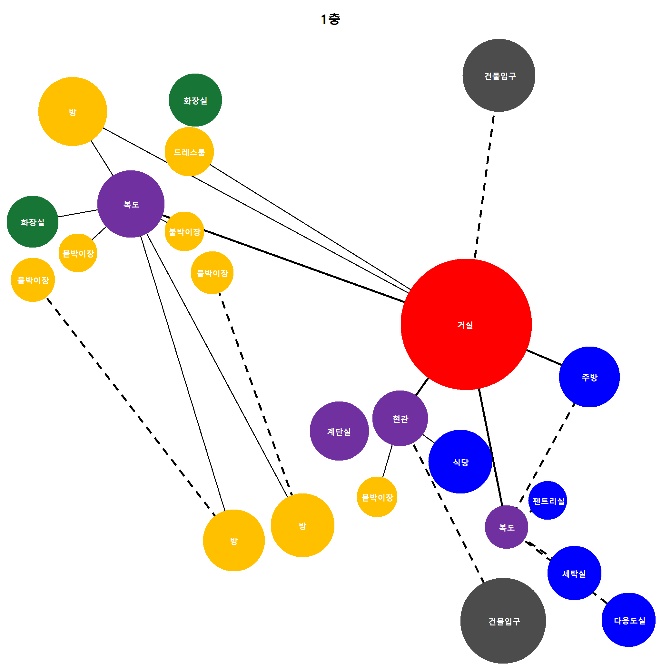 1층
건물입구
방
화장실
드레스룸
복도
화장실
붙박이장
붙박이장
붙박이장
붙박이장
거실
주방
현관
계단실
식당
붙박이장
팬트리실
복도
방
방
세탁실
건물입구
다용도실